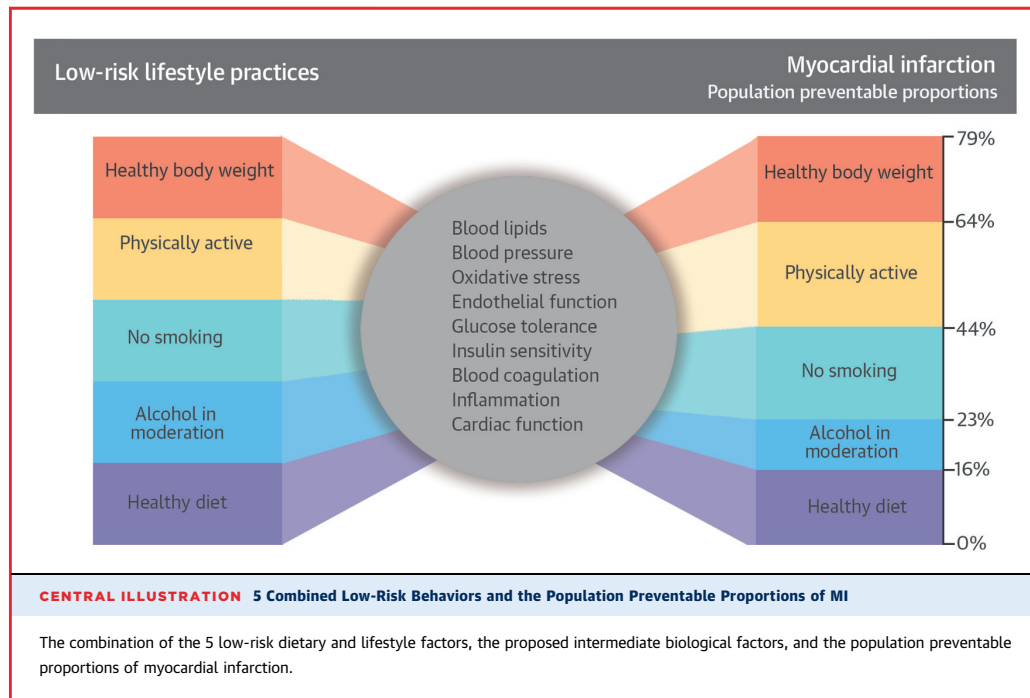 Low-risk lifestyle practices
Myocardial infarction
Population preventable proportions
Healthy body weight
Physically active
No smoking
Alcohol in
moderation
Healthy diet
Blood lipids
Blood pressure
Oxidative stress
Endothelial function
Glucose tolerance
Insulin sensitivity
Blood coagulation
Inflammation
Cardiac function
Healthy body weight
Physically active
No smoking
Alcohol in
moderation
Healthy diet
79%
64%
44%
23%
16%
0%
CENTRAL ILLUSTRATION 5 Combined Low-Risk Behaviors and the Population Preventable Proportions of MI
The combination of the 5 low-risk dietary and lifestyle factors, the proposed intermediate biological factors, and the population preventable
proportions of myocardial infarction.